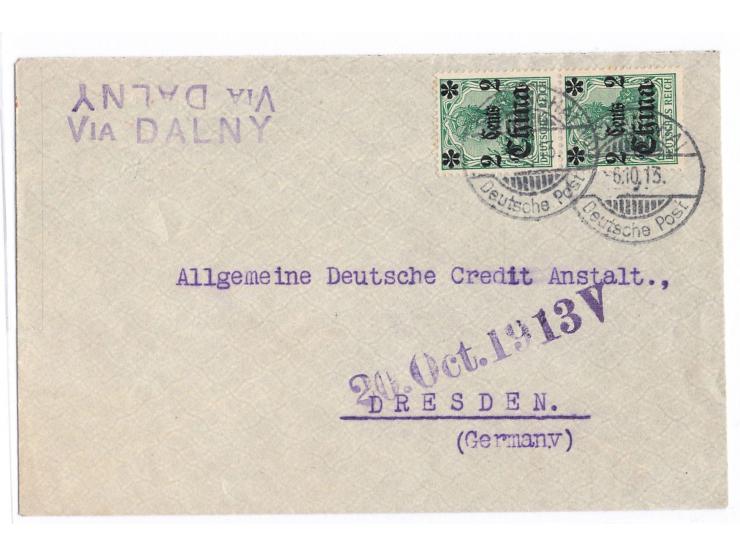 VIA DALNY
VIA DALNY
2 Cents 2
China
DEUTSCHES REICH
2 Cents 2
China
DEUTSCHES REICH
Deutsche Post
-6.10.13.
Deutsche Post
Allgemeine Deutsche Credit Anstalt.,
20. Oct. 1913 V
DRESDEN.
(Germany)